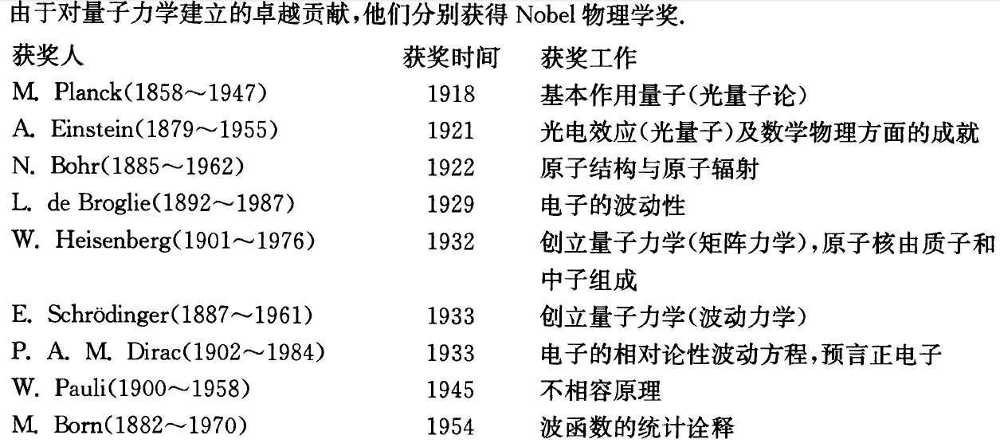 由于对量子力学建立的卓越贡献,他们分别获得 Nobel 物理学奖.
获奖人 获奖时间 获奖工作
M. Planck(1858～1947) 1918 基本作用量子(光量子论)
A. Einstein(1879～1955) 1921 光电效应(光量子)及数学物理方面的成就
N. Bohr(1885～1962) 1922 原子结构与原子辐射
L. de Broglie(1892～1987) 1929 电子的波动性
W. Heisenberg(1901～1976) 1932 创立量子力学(矩阵力学),原子核由质子和
中子组成
E. Schrödinger(1887～1961) 1933 创立量子力学(波动力学)
P. A. M. Dirac(1902～1984) 1933 电子的相对论性波动方程,预言正电子
W. Pauli(1900～1958) 1945 不相容原理
M. Born(1882～1970) 1954 波函数的统计诠释